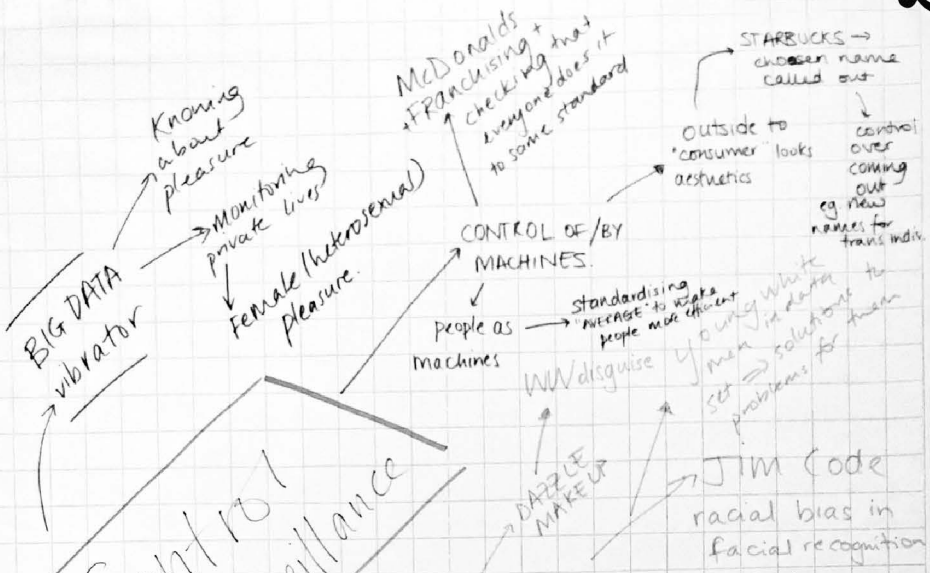 McDonalds
+ Franchising +
checking that
everyone does it
to same standard
STARBUCKS →
choosen name
called out
control
over
coming
out
eg new
names for
trans indiv.
outside to
"consumer" looks
aesthetics
Knowing
about
pleasure
monitoring
private lives
Female (heterosexual)
pleasure.
BIG DATA
vibrator
CONTROL OF/BY
MACHINES.
people as
machines
standardising
"AVERAGE" to make
people more efficient
WW disguise
DAZZLE
MAKEUP
young white
men in data
set ⇒ solutions to
problems for them
Jim Code
racial bias in
facial recognition